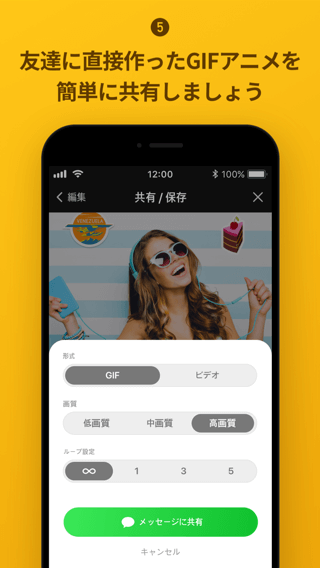 5
友達に直接作ったGIFアニメを
簡単に共有しましょう
12:00
100%
編集
共有 / 保存
形式
GIF
ビデオ
画質
低画質
中画質
高画質
ループ設定
∞
1
3
5
メッセージに共有
キャンセル